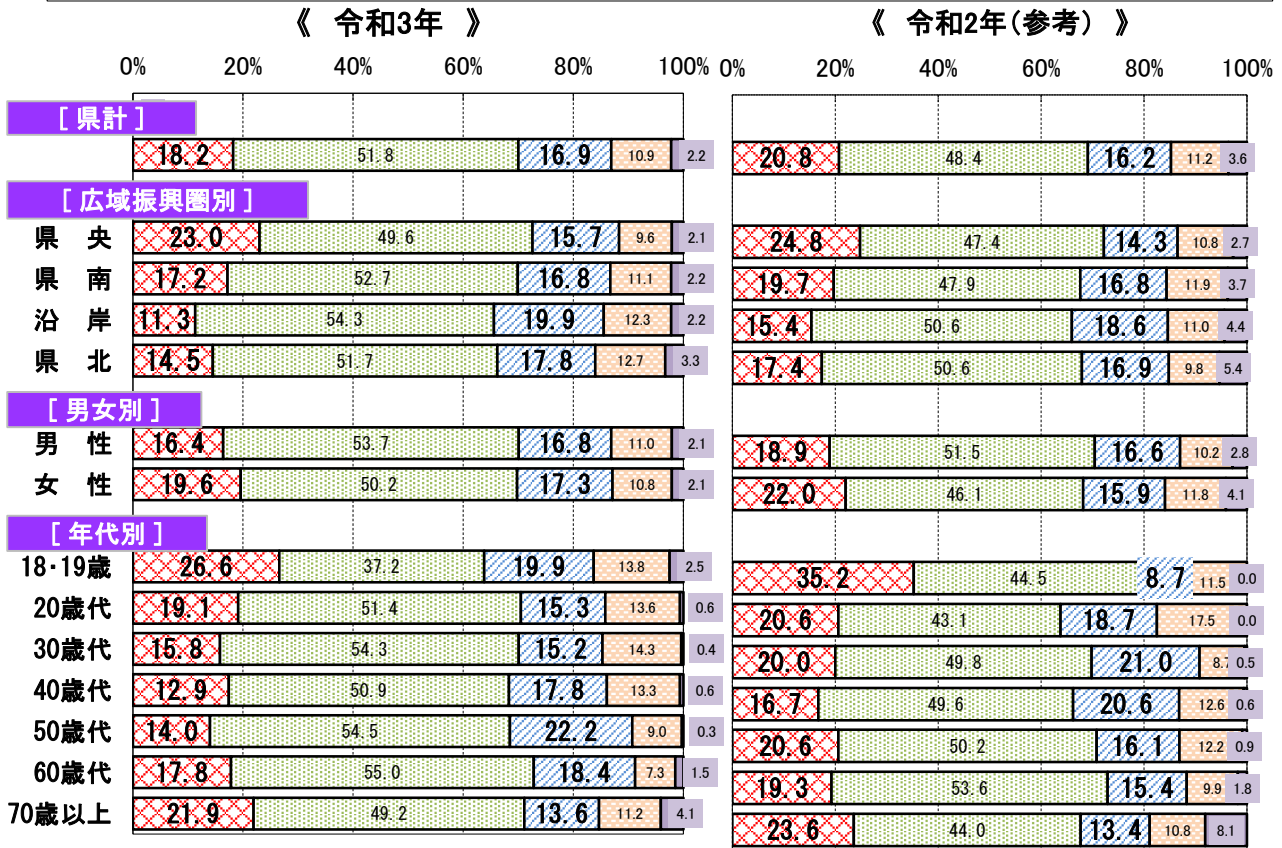 《 令和3年 》
《 令和2年(参考) 》
0% 20% 40% 60% 80% 100%
0% 20% 40% 60% 80% 100%
[ 県計 ]
18.2 51.8 16.9 10.9 2.2
20.8 48.4 16.2 11.2 3.6
[ 広域振興圏別 ]
県 央 23.0 49.6 15.7 9.6 2.1
24.8 47.4 14.3 10.8 2.7
県 南 17.2 52.7 16.8 11.1 2.2
19.7 47.9 16.8 11.9 3.7
沿 岸 11.3 54.3 19.9 12.3 2.2
15.4 50.6 18.6 11.0 4.4
県 北 14.5 51.7 17.8 12.7 3.3
17.4 50.6 16.9 9.8 5.4
[ 男女別 ]
男 性 16.4 53.7 16.8 11.0 2.1
18.9 51.5 16.6 10.2 2.8
女 性 19.6 50.2 17.3 10.8 2.1
22.0 46.1 15.9 11.8 4.1
[ 年代別 ]
18・19歳 26.6 37.2 19.9 13.8 2.5
35.2 44.5 8.7 11.5 0.0
20歳代 19.1 51.4 15.3 13.6 0.6
20.6 43.1 18.7 17.5 0.0
30歳代 15.8 54.3 15.2 14.3 0.4
20.0 49.8 21.0 0.5
40歳代 12.9 50.9 17.8 13.3 0.6
16.7 49.6 20.6 12.6 0.6
50歳代 14.0 54.5 22.2 9.0 0.3
20.6 50.2 16.1 12.2 0.9
60歳代 17.8 55.0 18.4 7.3 1.5
19.3 53.6 15.4 9.9 1.8
70歳以上 21.9 49.2 13.6 11.2 4.1
23.6 44.0 13.4 10.8 8.1